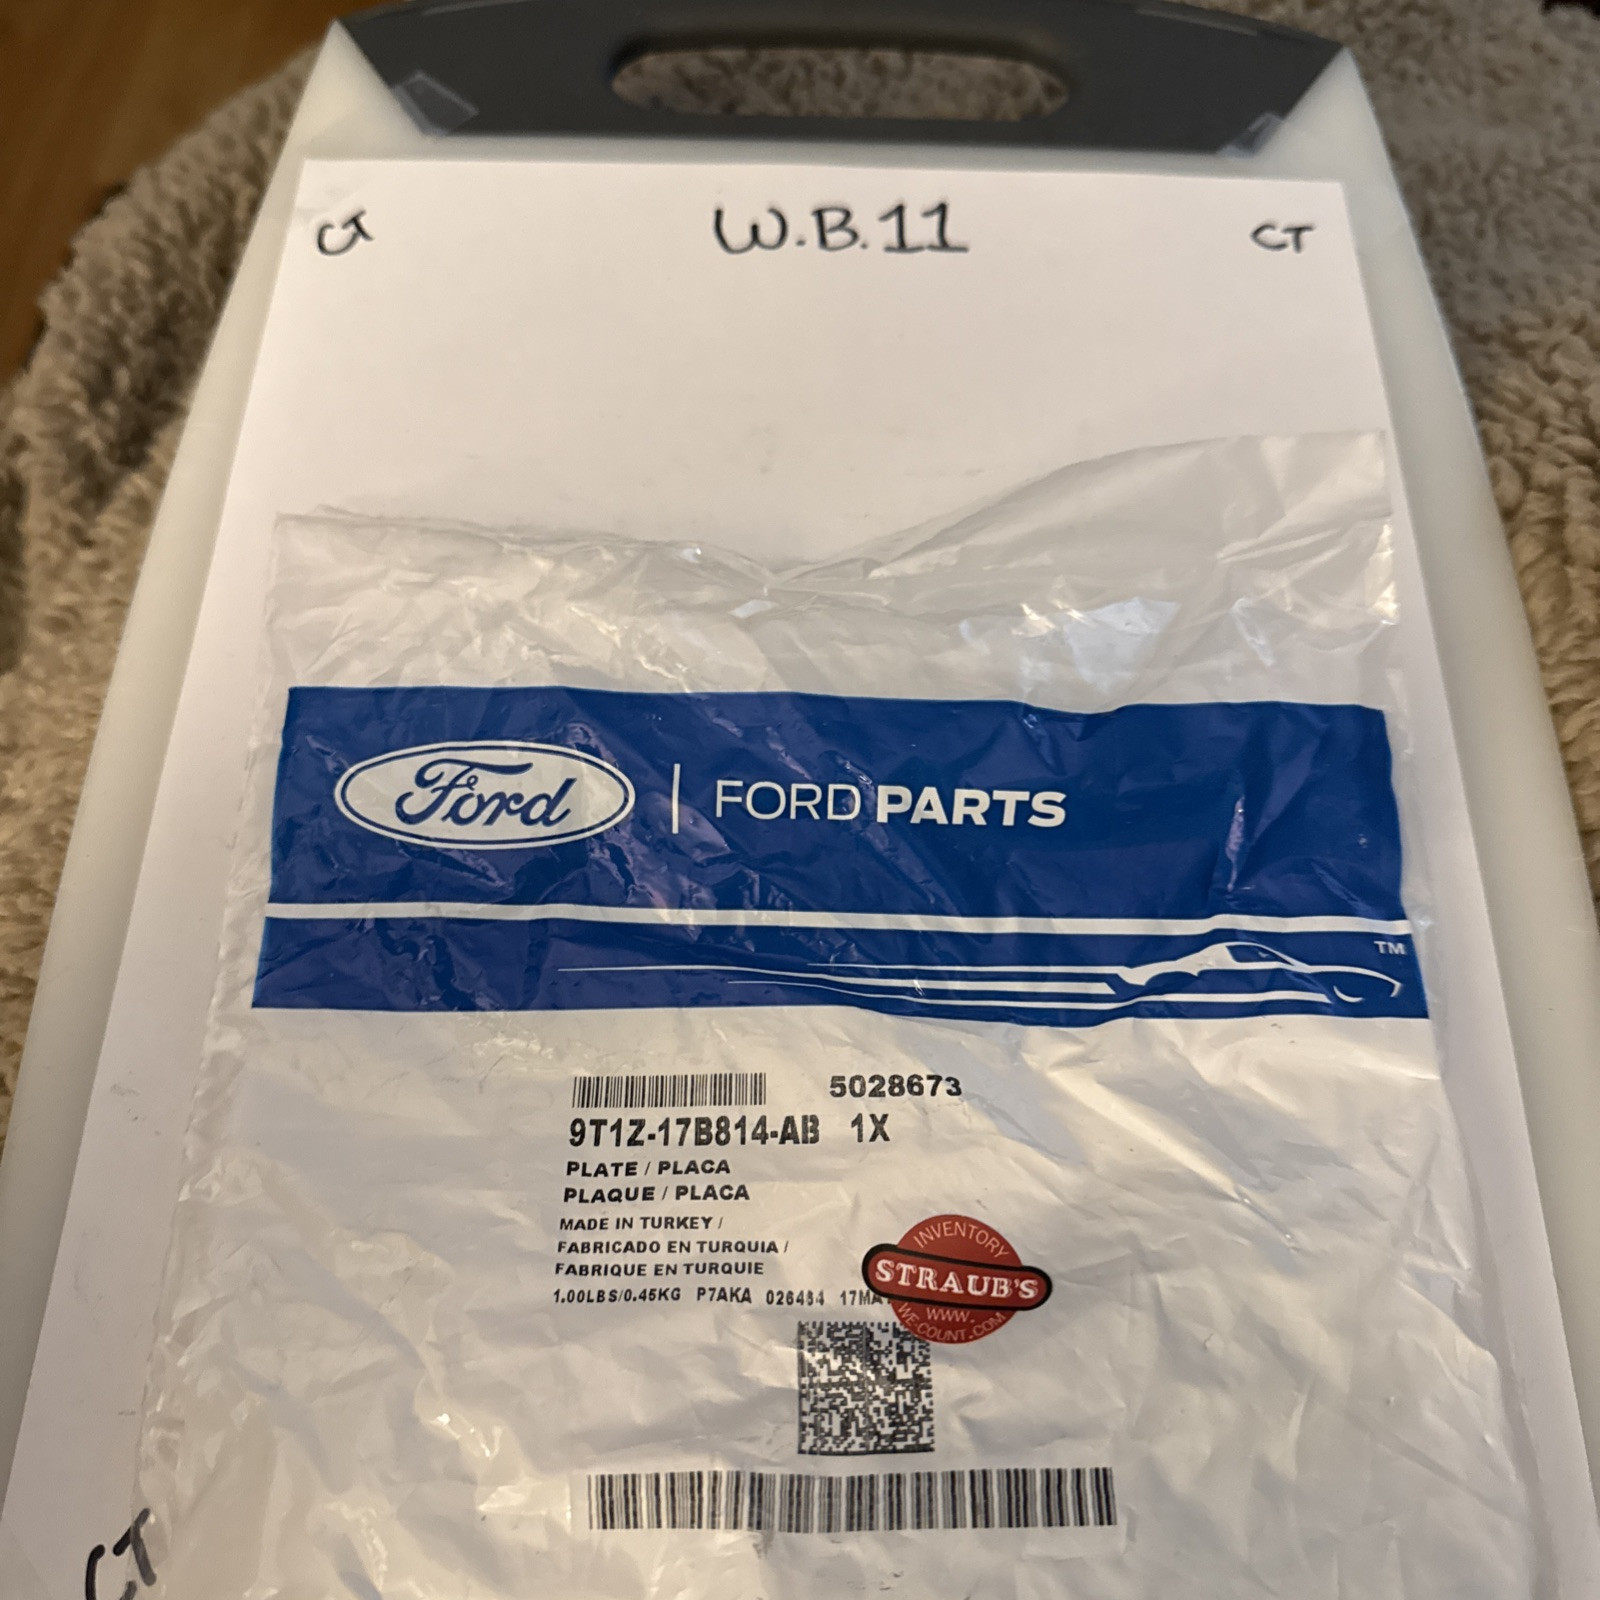 CT W.B.11 CT
Ford FORD PARTS
TM
5028673
9T1Z-17B814-AB 1X
PLATE / PLACA
PLAQUE / PLACA
MADE IN TURKEY /
FABRICADO EN TURQUIA /
FABRIQUE EN TURQUIE
1.00LBS/0.45KG P7AKA 026484 17MA
INVENTORY
STRAUB'S
WWW.
WE-COUNT.COM
CT